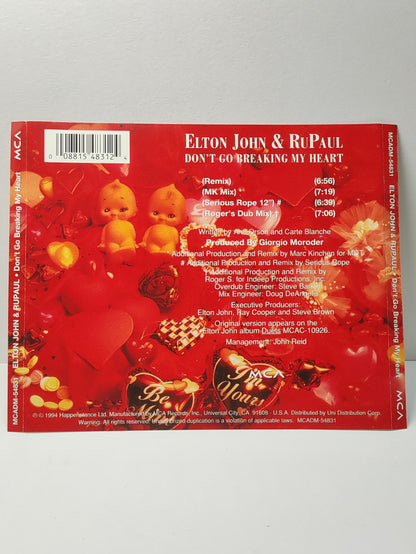 MCA
ELTON JOHN & RUPAUL • Don't Go Breaking My Heart
MCADM-54831
0 08815 48312 4
ELTON JOHN & RUPAUL
DON'T GO BREAKING MY HEART
(Remix) (6:56)
(MK Mix) * (7:19)
(Serious Rope 12") # (6:39)
(Roger's Dub Mix) † (7:06)
Written by Ann Orson and Carte Blanche
Produced By Giorgio Moroder
Additional Production and Remix by Marc Kinchen for MGT
# Additional Production and Remix by Serious Rope
Additional Production and Remix by
Roger S. for Indeep Productions Inc.
Overdub Engineer: Steve Barkan
Mix Engineer: Doug DeAngelis
Executive Producers:
Elton John, Ray Cooper and Steve Brown
Original version appears on the
Elton John album Duets MCAC-10926.
Management: John Reid
Be Mine
I'm Yours
MCA
℗ © 1994 Happenstance Ltd. Manufactured by MCA Records, Inc., Universal City, CA 91608 U.S.A. Distributed by Uni Distribution Corp.
Warning: All rights reserved. Unauthorized duplication is a violation of applicable laws. MCADM-54831
MCADM-54831
ELTON JOHN & RUPAUL • Don't Go Breaking My Heart
MCA